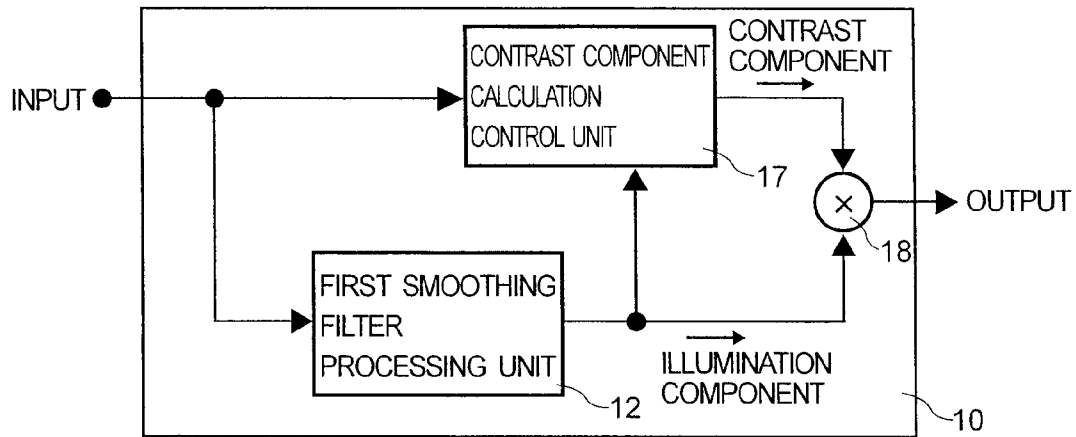 CONTRAST
COMPONENT
CONTRAST COMPONENT
CALCULATION
CONTROL UNIT
INPUT
17
×
18
OUTPUT
FIRST SMOOTHING
FILTER
PROCESSING UNIT
12
ILLUMINATION
COMPONENT
10